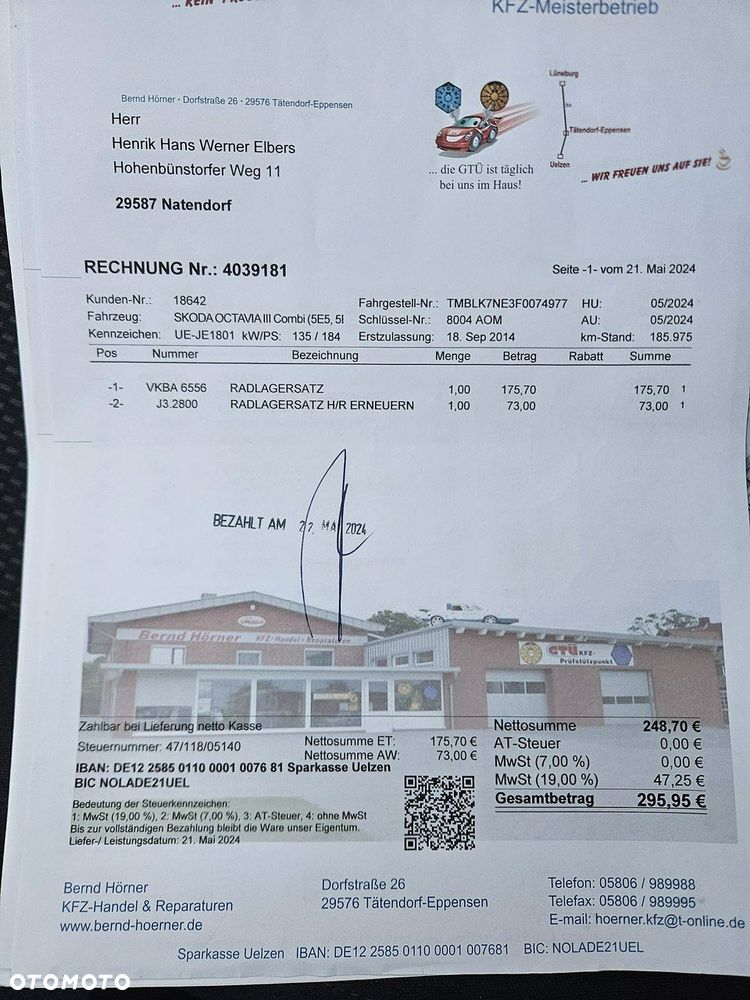 ... KEIN
KFZ-Meisterbetrieb
Lüneburg
B4
Tätendorf-Eppensen
Uelzen
... WIR FREUEN UNS AUF SIE!
... die GTÜ ist täglich
bei uns im Haus!
Bernd Hörner · Dorfstraße 26 · 29576 Tätendorf-Eppensen
Herr
Henrik Hans Werner Elbers
Hohenbünstorfer Weg 11
29587 Natendorf
RECHNUNG Nr.: 4039181 Seite -1- vom 21. Mai 2024
Kunden-Nr.: 18642 Fahrgestell-Nr.: TMBLK7NE3F0074977 HU: 05/2024
Fahrzeug: SKODA OCTAVIA III Combi (5E5, 5E Schlüssel-Nr.: 8004 AOM AU: 05/2024
Kennzeichen: UE-JE1801 kW/PS: 135 / 184 Erstzulassung: 18. Sep 2014 km-Stand: 185.975
Pos Nummer Bezeichnung Menge Betrag Rabatt Summe
-1- VKBA 6556 RADLAGERSATZ 1,00 175,70 175,70 1
-2- J3.2800 RADLAGERSATZ H/R ERNEUERN 1,00 73,00 73,00 1
BEZAHLT AM 22. MAI 2024
Bernd Hörner KFZ-Handel • Reparaturen
GTÜ KFZ-
Prüfstützpunkt
Zahlbar bei Lieferung netto Kasse
Steuernummer: 47/118/05140
Nettosumme ET: 175,70 €
Nettosumme AW: 73,00 €
IBAN: DE12 2585 0110 0001 0076 81 Sparkasse Uelzen
BIC NOLADE21UEL
Bedeutung der Steuerkennzeichen:
1: MwSt (19,00 %), 2: MwSt (7,00 %), 3: AT-Steuer, 4: ohne MwSt
Bis zur vollständigen Bezahlung bleibt die Ware unser Eigentum.
Liefer-/ Leistungsdatum: 21. Mai 2024
Nettosumme 248,70 €
AT-Steuer 0,00 €
MwSt (7,00 %) 0,00 €
MwSt (19,00 %) 47,25 €
Gesamtbetrag 295,95 €
Bernd Hörner
KFZ-Handel & Reparaturen
www.bernd-hoerner.de
Dorfstraße 26
29576 Tätendorf-Eppensen
Telefon: 05806 / 989988
Telefax: 05806 / 989995
E-mail: hoerner.kfz@t-online.de
Sparkasse Uelzen IBAN: DE12 2585 0110 0001 007681 BIC: NOLADE21UEL
OTOMOTO